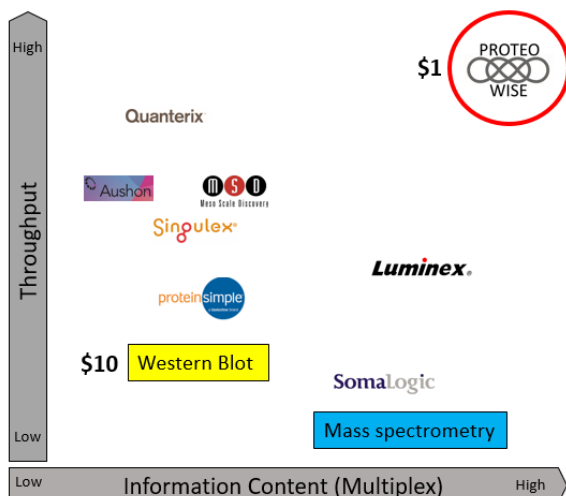 High
PROTEO
$1
WISE
Quanterix
Aushon
MSD
Meso Scale Discovery
Singulex®
Throughput
Luminex®
proteinsimple
$10 Western Blot
SomaLogic
Mass spectrometry
Low
Low
Information Content (Multiplex)
High